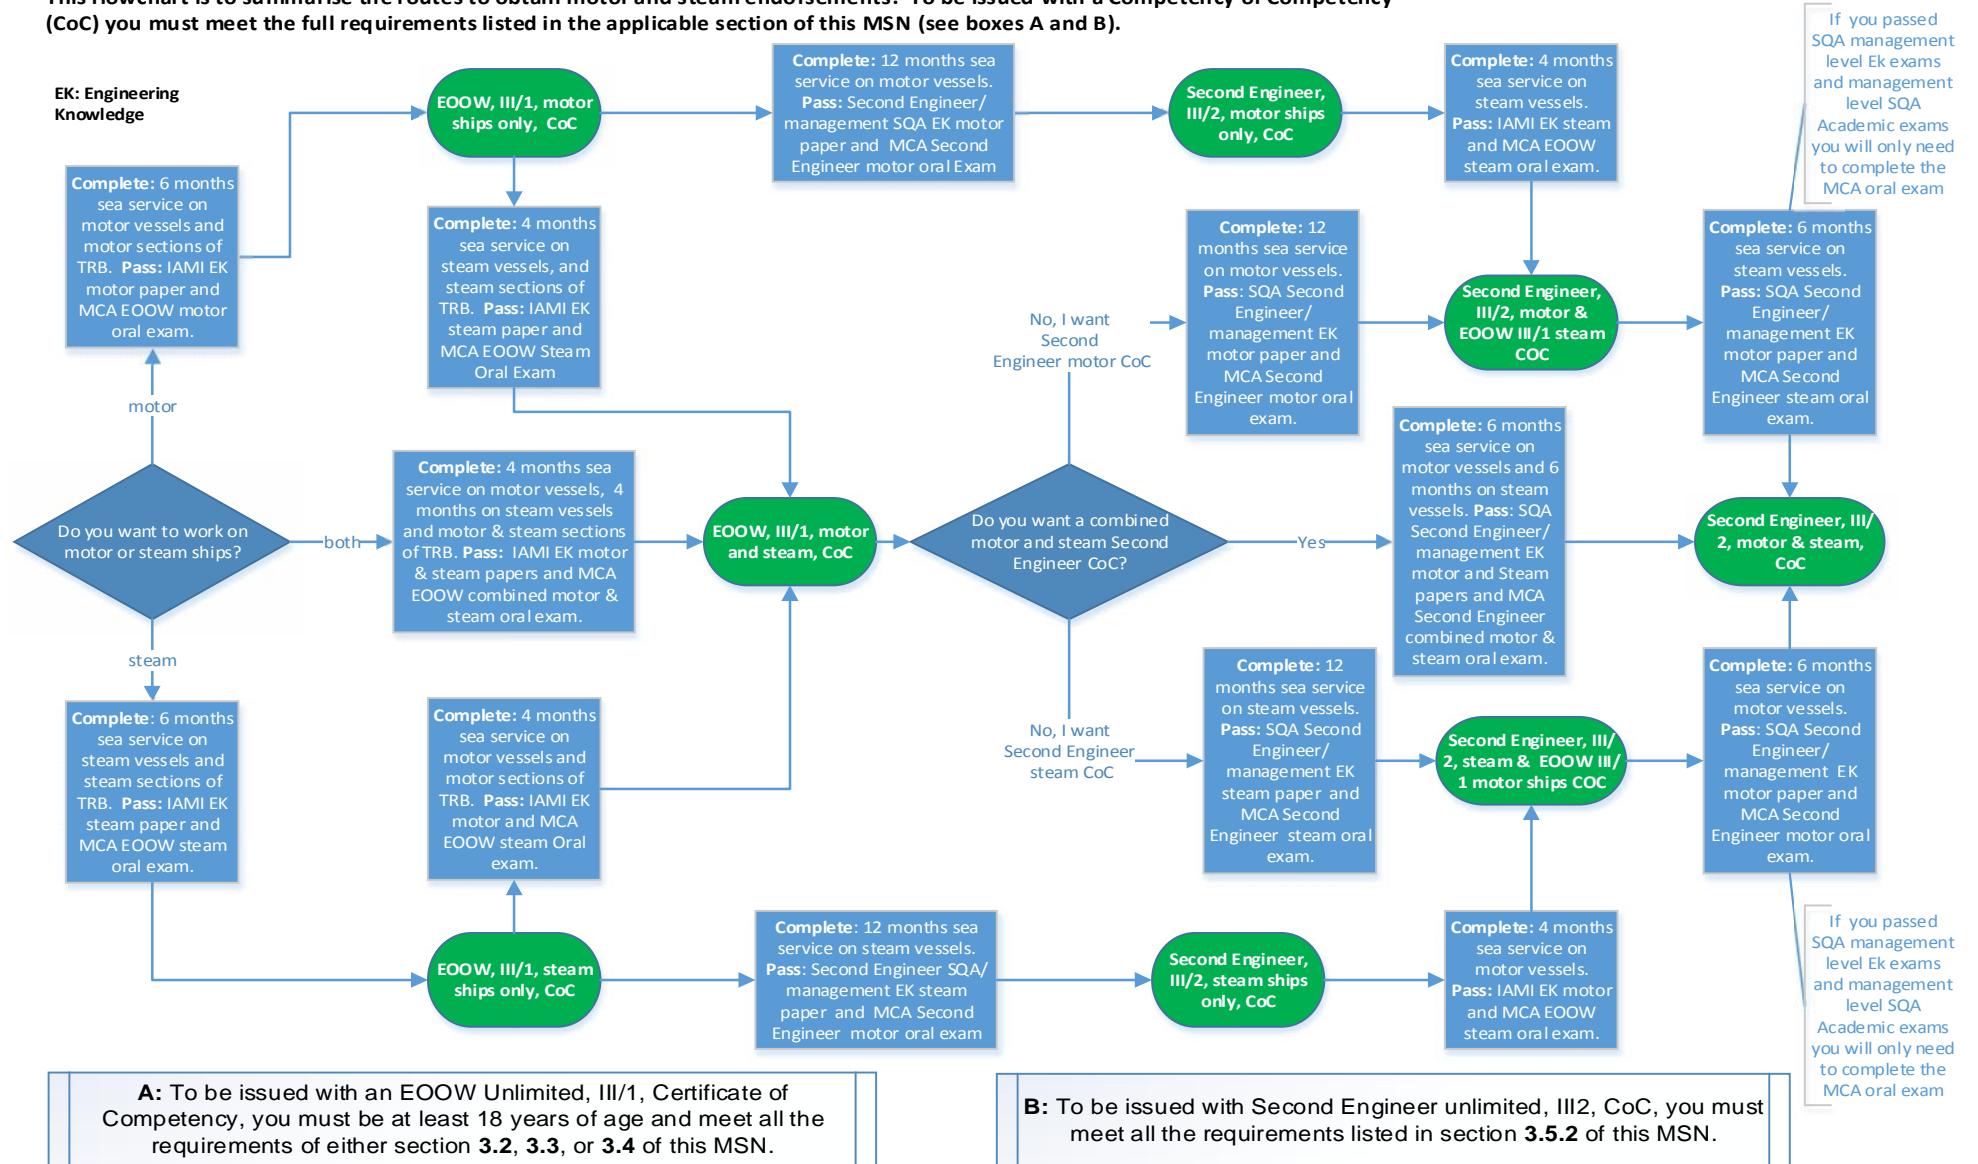 This flowchart is to summarise the routes to obtain motor and steam endorsements. To be issued with a Competency of Competency
(CoC) you must meet the full requirements listed in the applicable section of this MSN (see boxes A and B).
EK: Engineering
Knowledge
EOOW, III/1, motor
ships only, CoC
Complete: 12 months sea
service on motor vessels.
Pass: Second Engineer/
management SQA EK motor
paper and MCA Second
Engineer motor oral Exam
Second Engineer,
III/2, motor ships
only, CoC
Complete: 4 months
sea service on
steam vessels.
Pass: IAMI EK steam
and MCA EOOW
steam oral exam.
If you passed
SQA management
level Ek exams
and management
level SQA
Academic exams
you will only need
to complete the
MCA oral exam
Complete: 6 months
sea service on
motor vessels and
motor sections of
TRB. Pass: IAMI EK
motor paper and
MCA EOOW motor
oral exam.
Complete: 4 months
sea service on
steam vessels, and
steam sections of
TRB. Pass: IAMI EK
steam paper and
MCA EOOW Steam
Oral Exam
No, I want
Second
Engineer motor CoC
Complete: 12
months sea service
on motor vessels.
Pass: SQA Second
Engineer/
management EK
motor paper and
MCA Second
Engineer motor oral
exam.
Second Engineer,
III/2, motor &
EOOW III/1 steam
COC
Complete: 6 months
sea service on
steam vessels.
Pass: SQA Second
Engineer/
management EK
motor paper and
MCA Second
Engineer steam oral
exam.
motor
Do you want to work on
motor or steam ships?
both
Complete: 4 months sea
service on motor vessels, 4
months on steam vessels
and motor & steam sections
of TRB. Pass: IAMI EK motor
& steam papers and MCA
EOOW combined motor &
steam oral exam.
EOOW, III/1, motor
and steam, CoC
Do you want a combined
motor and steam Second
Engineer CoC?
Yes
Complete: 6 months
sea service on
motor vessels and 6
months on steam
vessels. Pass: SQA
Second Engineer/
management EK
motor and Steam
papers and MCA
Second Engineer
combined motor &
steam oral exam.
Second Engineer, III/
2, motor & steam,
CoC
steam
Complete: 6 months
sea service on
steam vessels and
steam sections of
TRB. Pass: IAMI EK
steam paper and
MCA EOOW steam
oral exam.
Complete: 4 months
sea service on
motor vessels and
motor sections of
TRB. Pass: IAMI EK
motor and MCA
EOOW steam Oral
exam.
No, I want
Second Engineer
steam CoC
Complete: 12
months sea service
on steam vessels.
Pass: SQA Second
Engineer/
management EK
steam paper and
MCA Second
Engineer steam oral
exam.
Second Engineer, III/
2, steam & EOOW III/
1 motor ships COC
Complete: 6 months
sea service on
motor vessels.
Pass: SQA Second
Engineer/
management EK
motor paper and
MCA Second
Engineer motor oral
exam.
EOOW, III/1, steam
ships only, CoC
Complete: 12 months sea
service on steam vessels.
Pass: Second Engineer SQA/
management EK steam
paper and MCA Second
Engineer motor oral exam
Second Engineer,
III/2, steam ships
only, CoC
Complete: 4 months
sea service on
motor vessels.
Pass: IAMI EK motor
and MCA EOOW
steam oral exam.
If you passed
SQA management
level Ek exams
and management
level SQA
Academic exams
you will only need
to complete the
MCA oral exam
A: To be issued with an EOOW Unlimited, III/1, Certificate of
Competency, you must be at least 18 years of age and meet all the
requirements of either section 3.2, 3.3, or 3.4 of this MSN.
B: To be issued with Second Engineer unlimited, III2, CoC, you must
meet all the requirements listed in section 3.5.2 of this MSN.